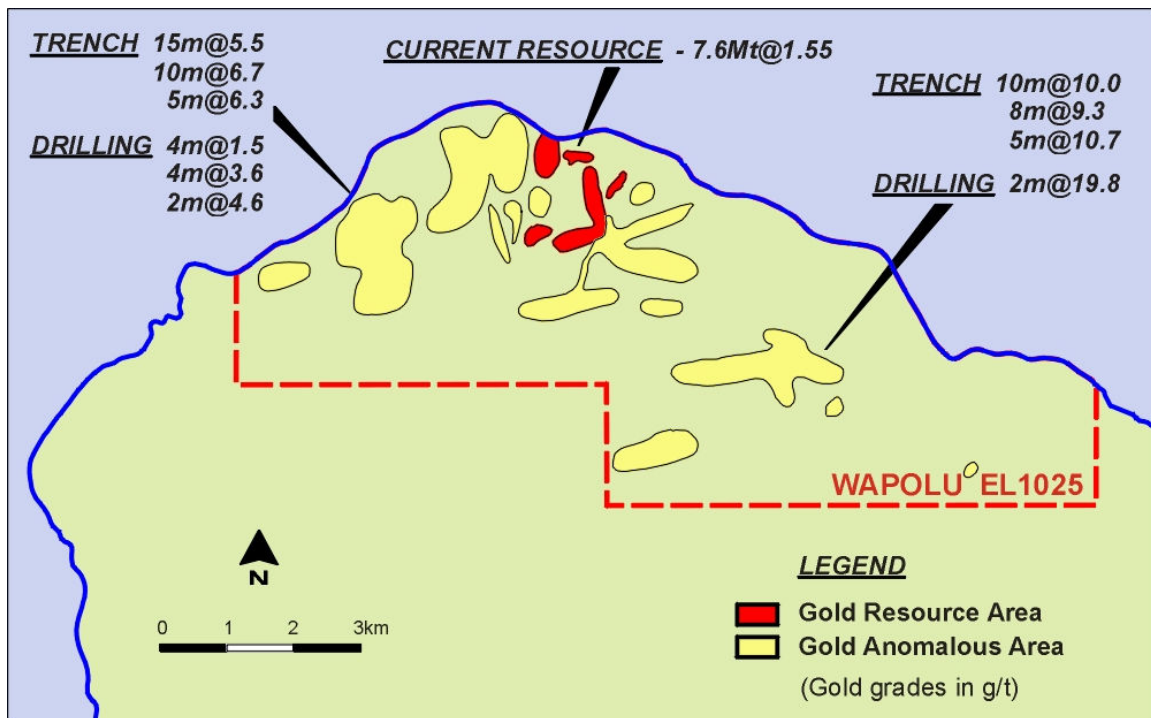 TRENCH 15m@5.5
10m@6.7
5m@6.3
DRILLING 4m@1.5
4m@3.6
2m@4.6
CURRENT RESOURCE - 7.6Mt@1.55
TRENCH 10m@10.0
8m@9.3
5m@10.7
DRILLING 2m@19.8
WAPOLU EL1025
N
0 1 2 3km
LEGEND
Gold Resource Area
Gold Anomalous Area
(Gold grades in g/t)